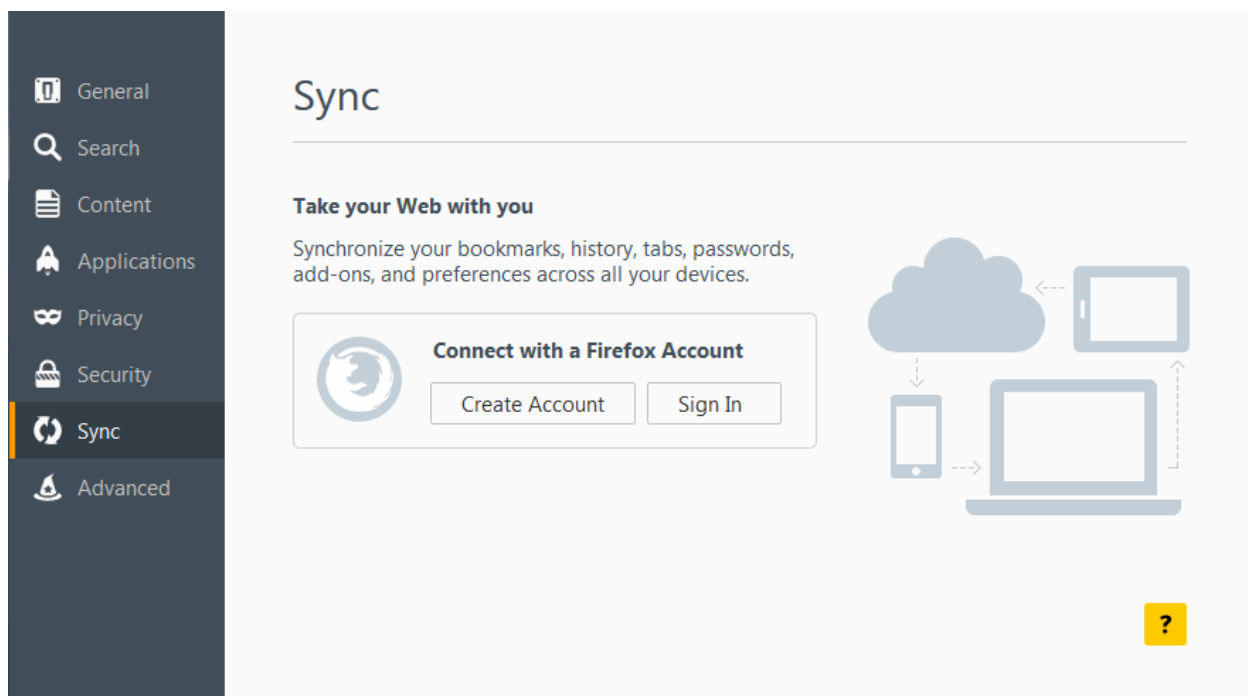 General
Search
Content
Applications
Privacy
Security
Sync
Advanced
Sync
Take your Web with you
Synchronize your bookmarks, history, tabs, passwords,
add-ons, and preferences across all your devices.
Connect with a Firefox Account
Create Account
Sign In
?